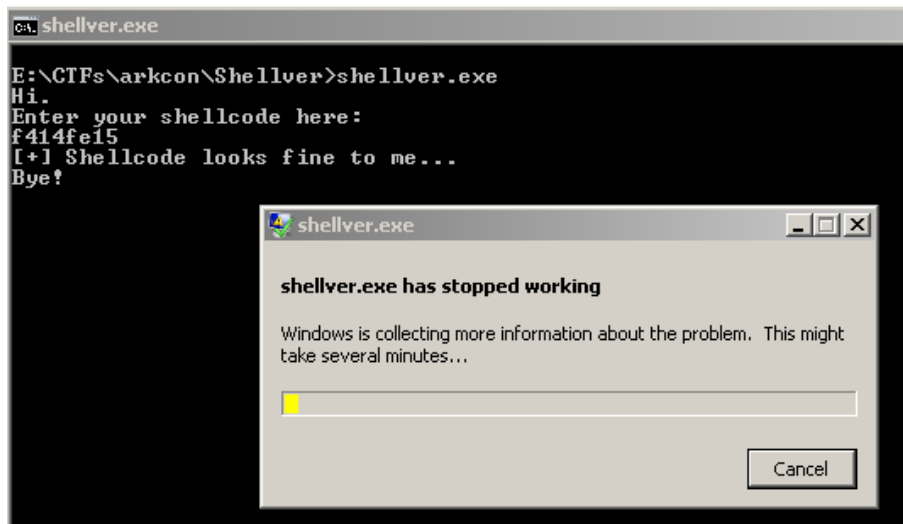 shellver.exe
E:\CTFs\arkcon\Shellver>shellver.exe
Hi.
Enter your shellcode here:
f414fe15
[+] Shellcode looks fine to me...
Bye!
shellver.exe
shellver.exe has stopped working
Windows is collecting more information about the problem. This might
take several minutes...
Cancel